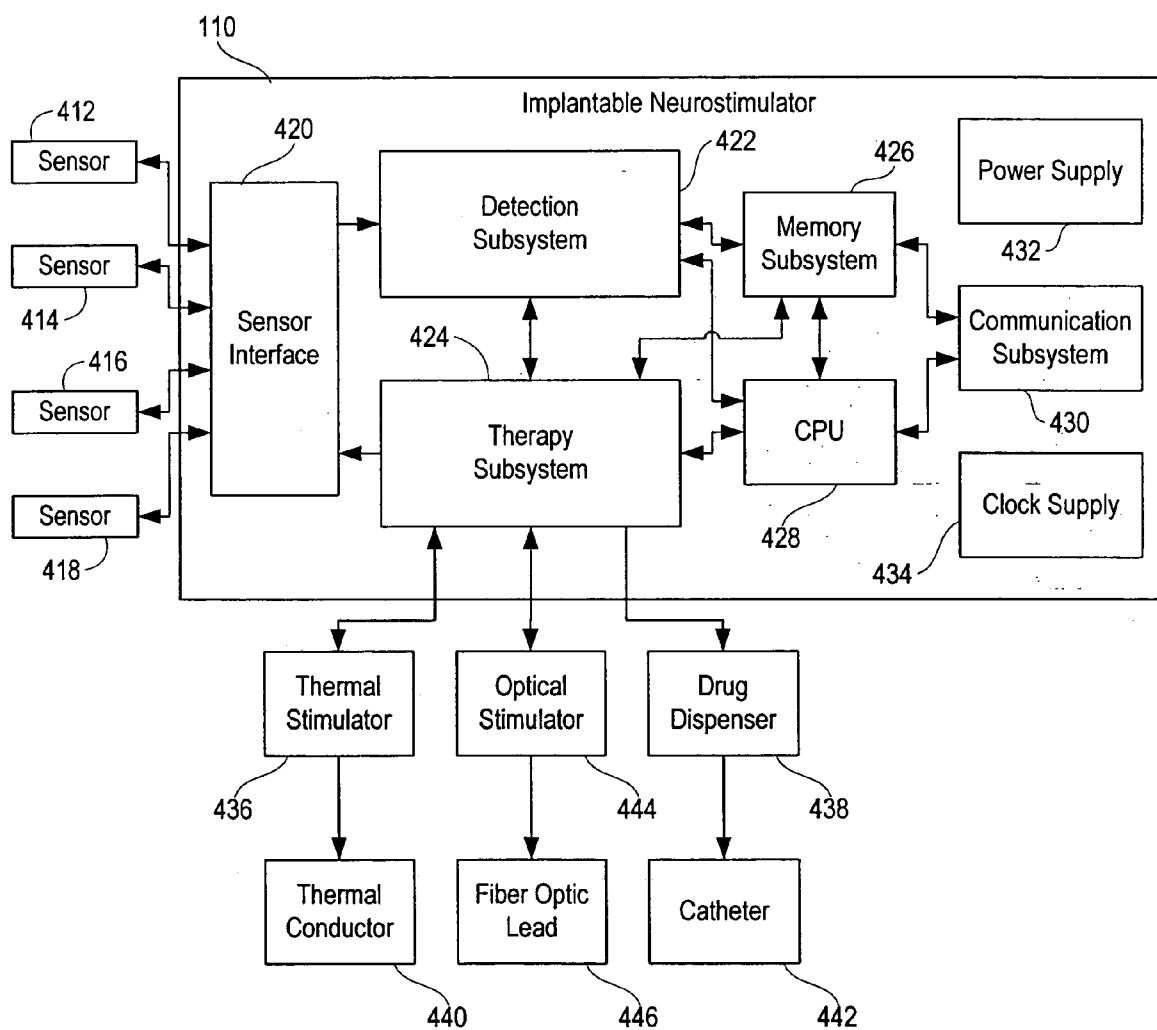 110
Implantable Neurostimulator
412
Sensor
420
422
426
Power Supply
432
Detection
Subsystem
Memory
Subsystem
Sensor
414
Sensor
Interface
424
Communication
Subsystem
430
416
Sensor
Therapy
Subsystem
CPU
428
Clock Supply
434
Sensor
418
Thermal
Stimulator
436
Optical
Stimulator
444
Drug
Dispenser
438
Thermal
Conductor
440
Fiber Optic
Lead
446
Catheter
442